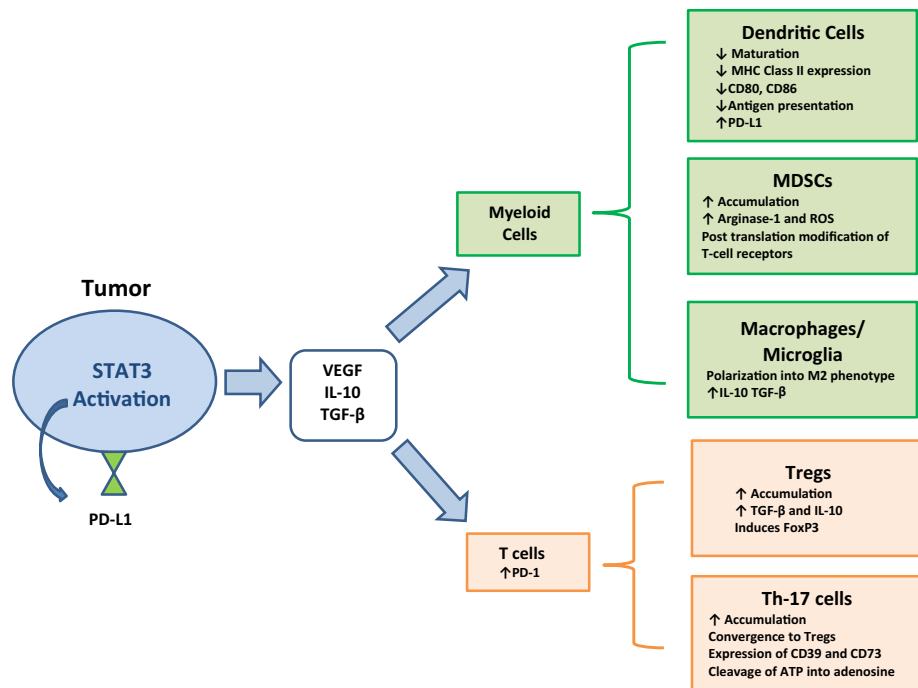 Tumor
STAT3
Activation
PD-L1
VEGF
IL-10
TGF-β
Myeloid
Cells
Dendritic Cells
↓ Maturation
↓ MHC Class II expression
↓CD80, CD86
↓Antigen presentation
↑PD-L1
MDSCs
↑ Accumulation
↑ Arginase-1 and ROS
Post translation modification of
T-cell receptors
Macrophages/
Microglia
Polarization into M2 phenotype
↑IL-10 TGF-β
T cells
↑PD-1
Tregs
↑ Accumulation
↑ TGF-β and IL-10
Induces FoxP3
Th-17 cells
↑ Accumulation
Convergence to Tregs
Expression of CD39 and CD73
Cleavage of ATP into adenosine